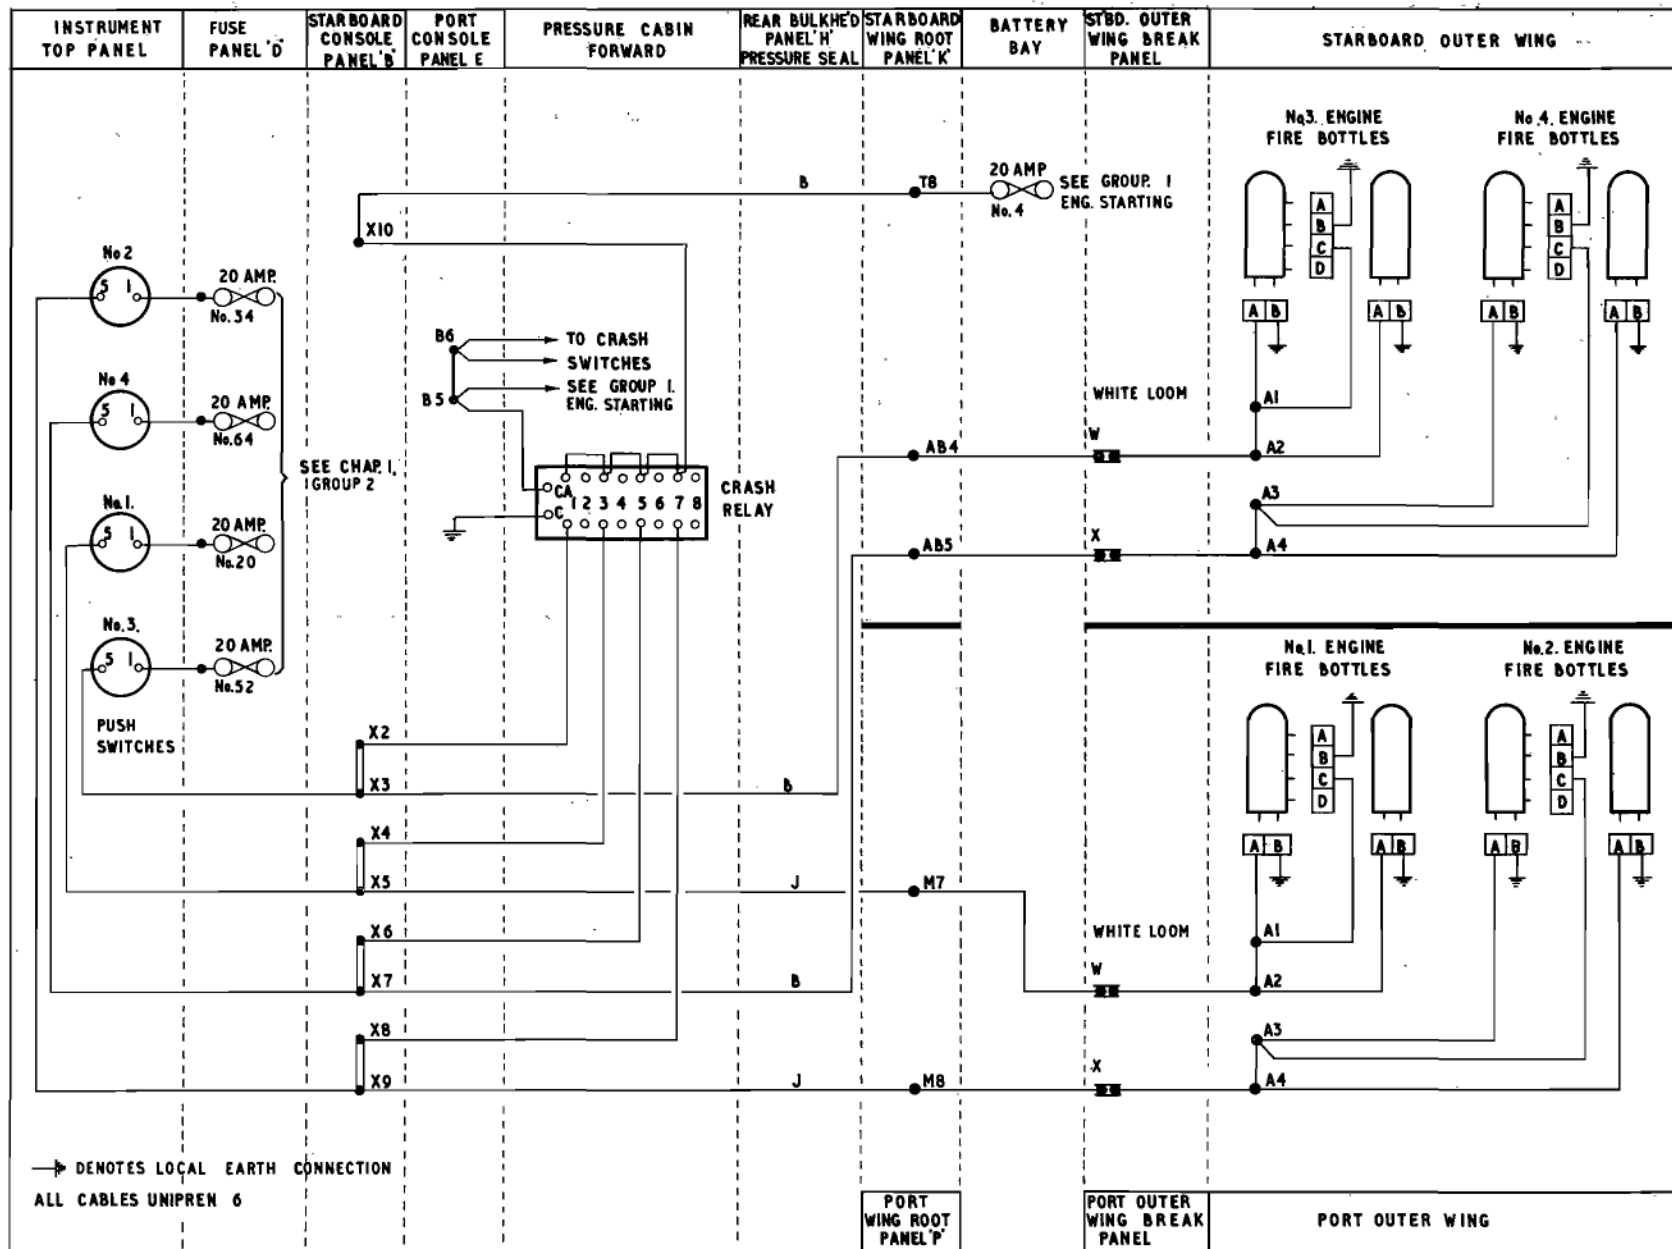 INSTRUMENT
TOP PANEL
FUSE
PANEL 'D'
STARBOARD
CONSOLE
PANEL 'B'
PORT
CONSOLE
PANEL E
PRESSURE CABIN
FORWARD
REAR BULKHE'D
PANEL 'H'
PRESSURE SEAL
STARBOARD
WING ROOT
PANEL 'K'
BATTERY
BAY
STBD. OUTER
WING BREAK
PANEL
STARBOARD OUTER WING
No3. ENGINE
FIRE BOTTLES
No.4. ENGINE
FIRE BOTTLES
B
T8
20 AMP
No.4
SEE GROUP. 1
ENG. STARTING
A
B
C
D
A
B
C
D
X10
No 2
5 1
20 AMP.
No.34
A B
A B
A B
A B
B6
TO CRASH
SWITCHES
B5
SEE GROUP 1.
ENG. STARTING
No 4
5 1
20 AMP.
No.64
WHITE LOOM
A1
W
AB4
A2
SEE CHAP. 1.
GROUP 2
CA
C
1 2 3 4 5 6 7 8
CRASH
RELAY
No.1.
5 1
20 AMP.
No.20
A3
X
AB5
A4
No.3.
5 1
20 AMP.
No.52
PUSH
SWITCHES
No.1. ENGINE
FIRE BOTTLES
No.2. ENGINE
FIRE BOTTLES
A
B
C
D
A
B
C
D
X2
X3
B
X4
X5
J
M7
A B
A B
A B
A B
X6
X7
B
WHITE LOOM
A1
W
A2
X8
X9
J
M8
A3
X
A4
DENOTES LOCAL EARTH CONNECTION
ALL CABLES UNIPREN 6
PORT
WING ROOT
PANEL 'P'
PORT OUTER
WING BREAK
PANEL
PORT OUTER WING